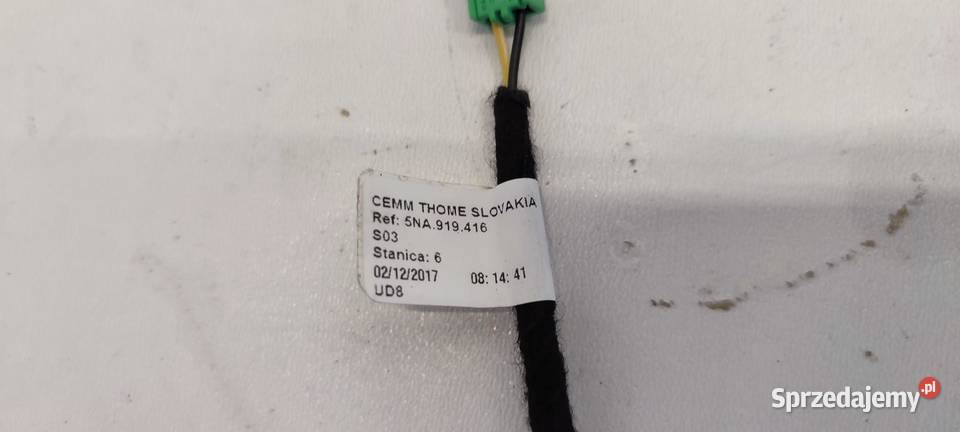 CEMM THOME SLOVAKIA
Ref: 5NA.919.416
S03
Stanica: 6
02/12/2017 08: 14: 41
UD8
Sprzedajemy.pl